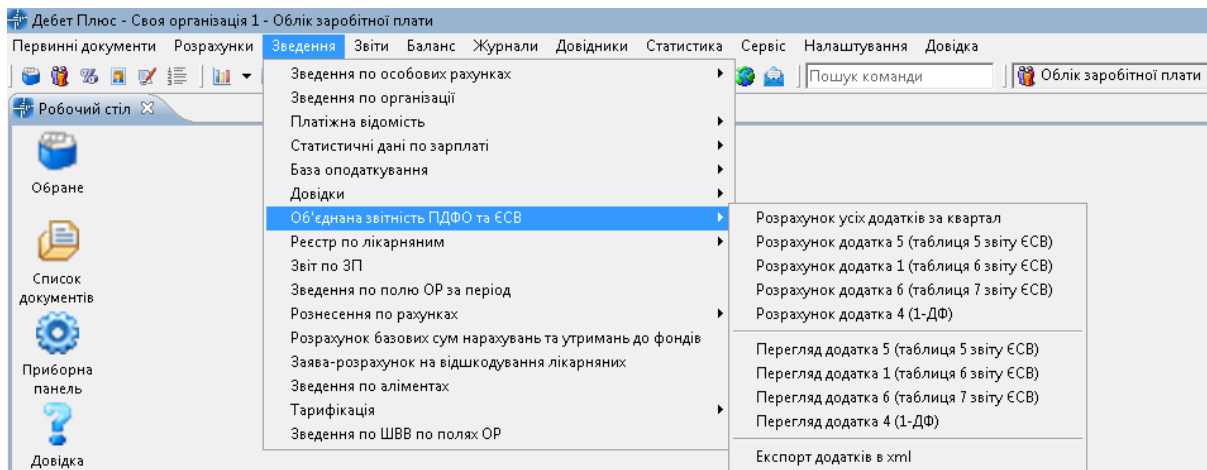 Дебет Плюс - Своя організація 1 - Облік заробітної плати
Первинні документи Розрахунки Зведення Звіти Баланс Журнали Довідники Статистика Сервіс Налаштування Довідка
Пошук команди Облік заробітної плати
Робочий стіл
Обране
Список
документів
Приборна
панель
Довідка
Зведення по особових рахунках
Зведення по організації
Платіжна відомість
Статистичні дані по зарплаті
База оподаткування
Довідки
Об'єднана звітність ПДФО та ЄСВ
Реєстр по лікарняним
Звіт по ЗП
Зведення по полю ОР за період
Рознесення по рахунках
Розрахунок базових сум нарахувань та утримань до фондів
Заява-розрахунок на відшкодування лікарняних
Зведення по аліментах
Тарифікація
Зведення по ШВВ по полях ОР
Розрахунок усіх додатків за квартал
Розрахунок додатка 5 (таблиця 5 звіту ЄСВ)
Розрахунок додатка 1 (таблиця 6 звіту ЄСВ)
Розрахунок додатка 6 (таблиця 7 звіту ЄСВ)
Розрахунок додатка 4 (1-ДФ)
Перегляд додатка 5 (таблиця 5 звіту ЄСВ)
Перегляд додатка 1 (таблиця 6 звіту ЄСВ)
Перегляд додатка 6 (таблиця 7 звіту ЄСВ)
Перегляд додатка 4 (1-ДФ)
Експорт додатків в xml